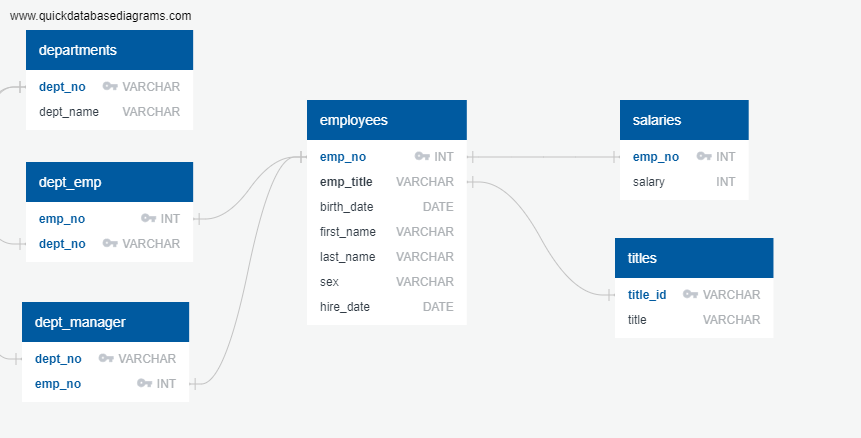 www.quickdatabasediagrams.com
departments
dept_no VARCHAR
dept_name VARCHAR
dept_emp
emp_no INT
dept_no VARCHAR
dept_manager
dept_no VARCHAR
emp_no INT
employees
emp_no INT
emp_title VARCHAR
birth_date DATE
first_name VARCHAR
last_name VARCHAR
sex VARCHAR
hire_date DATE
salaries
emp_no INT
salary INT
titles
title_id VARCHAR
title VARCHAR